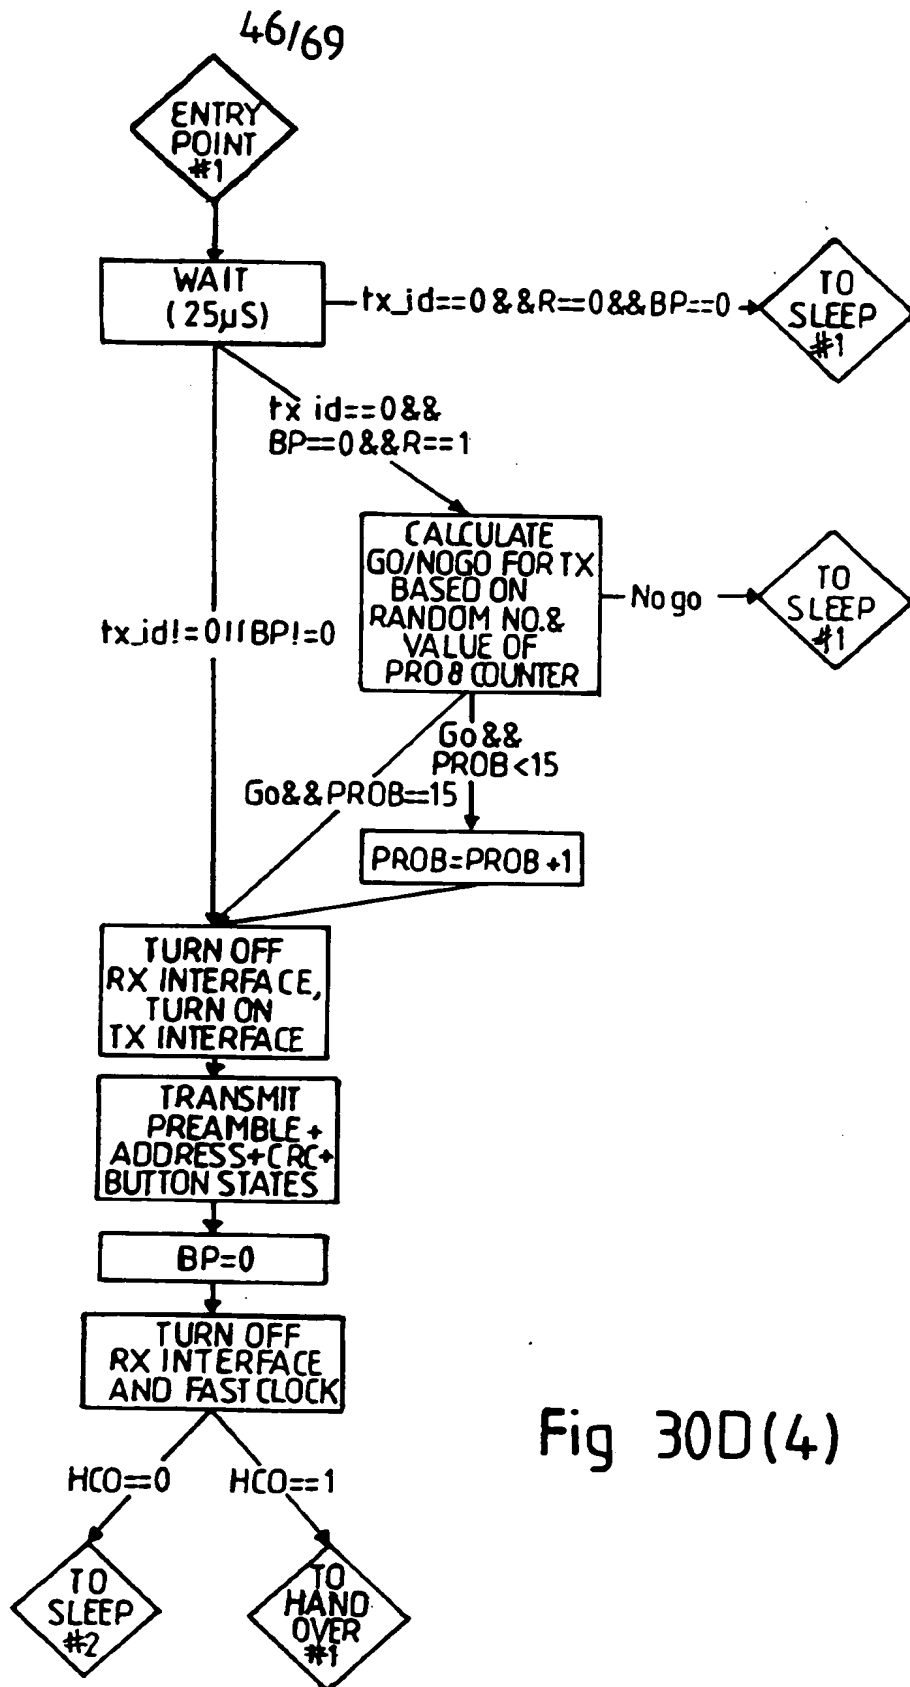 46/69
ENTRY
POINT
#1
WAIT
(25µS)
tx_id==0&&R==0&&BP==0
TO
SLEEP
#1
tx id==0&&
BP==0&&R==1
CALCULATE
GO/NOGO FOR TX
BASED ON
RANDOM NO.&
VALUE OF
PRO8 COUNTER
No go
TO
SLEEP
#1
tx_id!=0||BP!=0
Go&&
PROB<15
Go&&PROB==15
PROB=PROB+1
TURN OFF
RX INTERFACE,
TURN ON
TX INTERFACE
TRANSMIT
PREAMBLE+
ADDRESS+CRC+
BUTTON STATES
BP=0
TURN OFF
RX INTERFACE
AND FAST CLOCK
HCO==0
HCO==1
TO
SLEEP
#2
TO
HAND
OVER
#1
Fig 30D(4)